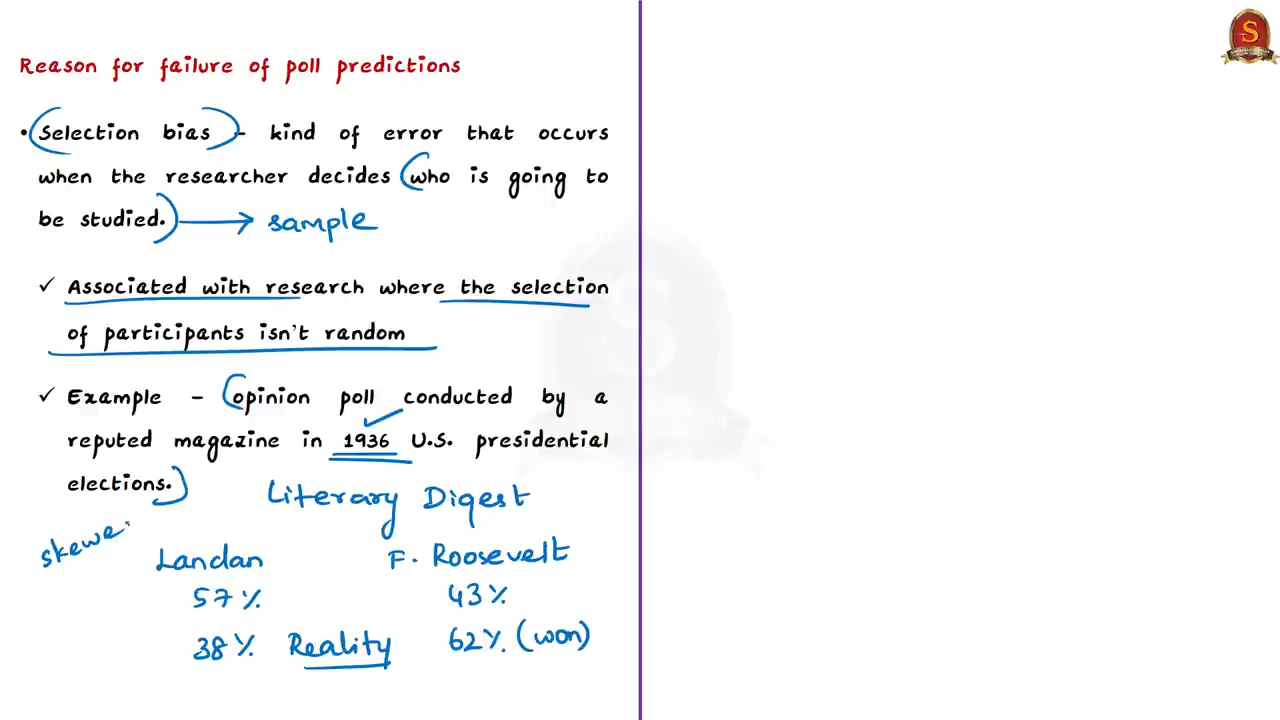 Reason for failure of poll predictions
• Selection bias - kind of error that occurs
when the researcher decides who is going to
be studied. → sample
✓ Associated with research where the selection
of participants isn't random
✓ Example - opinion poll conducted by a
reputed magazine in 1936 U.S. presidential
elections.
Literary Digest
skewe
Landan F. Roosevelt
57% 43%
38% Reality 62% (won)
S